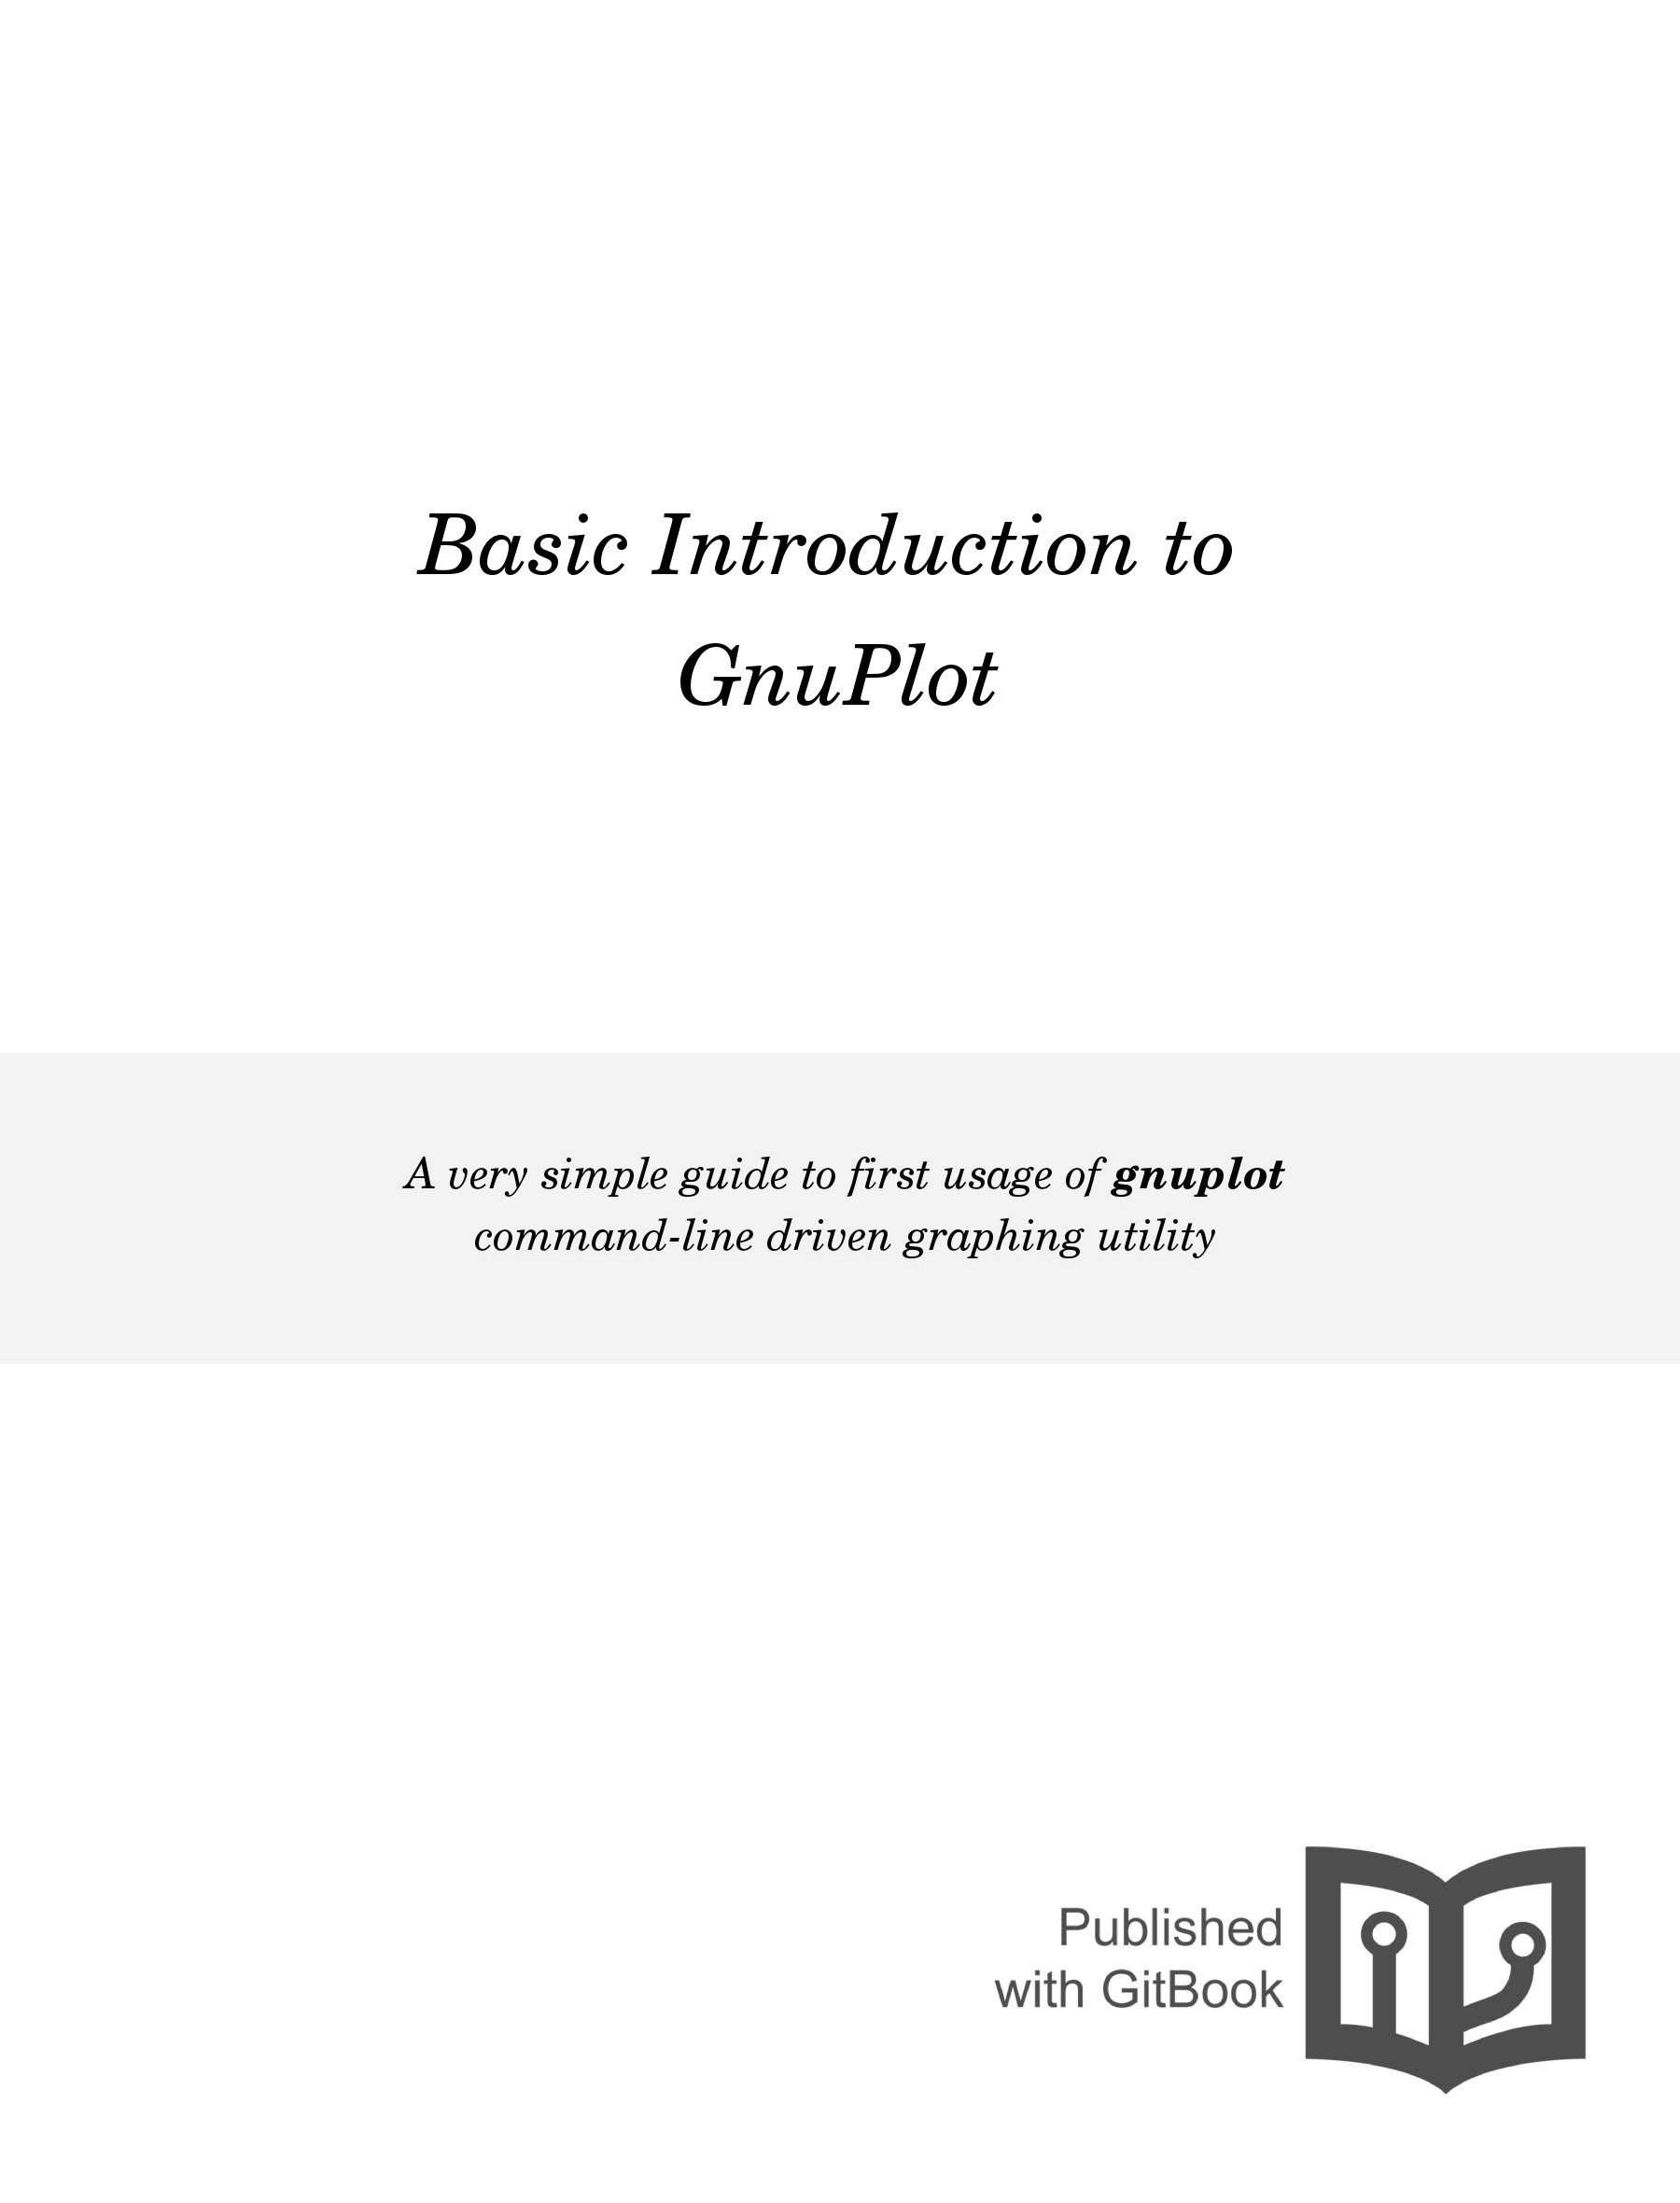 Basic Introduction to
GnuPlot
A very simple guide to first usage of gnuplot
command-line driven graphing utility
Published
with GitBook